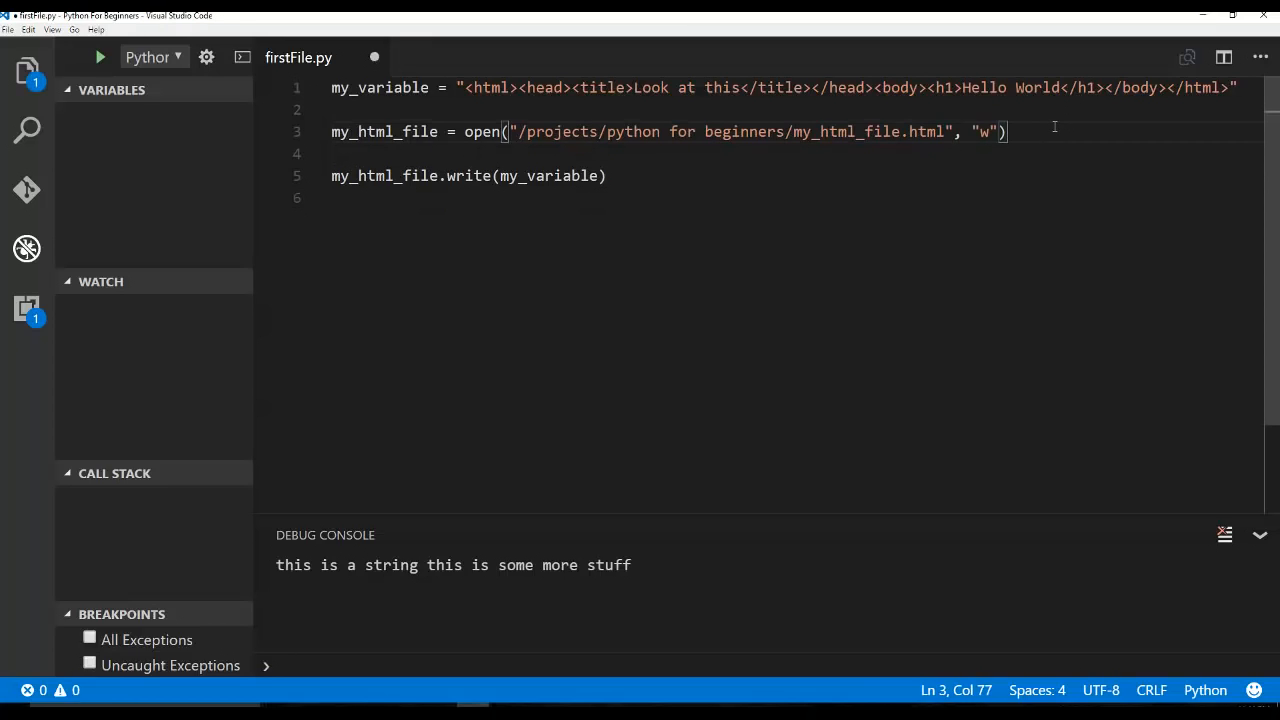 ● firstFile.py - Python For Beginners - Visual Studio Code
File Edit View Go Help
Python
firstFile.py
1
VARIABLES
1 my_variable = "<html><head><title>Look at this</title></head><body><h1>Hello World</h1></body></html>"
2
3 my_html_file = open("/projects/python for beginners/my_html_file.html", "w")
4
5 my_html_file.write(my_variable)
6
WATCH
1
CALL STACK
DEBUG CONSOLE
this is a string this is some more stuff
BREAKPOINTS
All Exceptions
Uncaught Exceptions
0 0 Ln 3, Col 77 Spaces: 4 UTF-8 CRLF Python